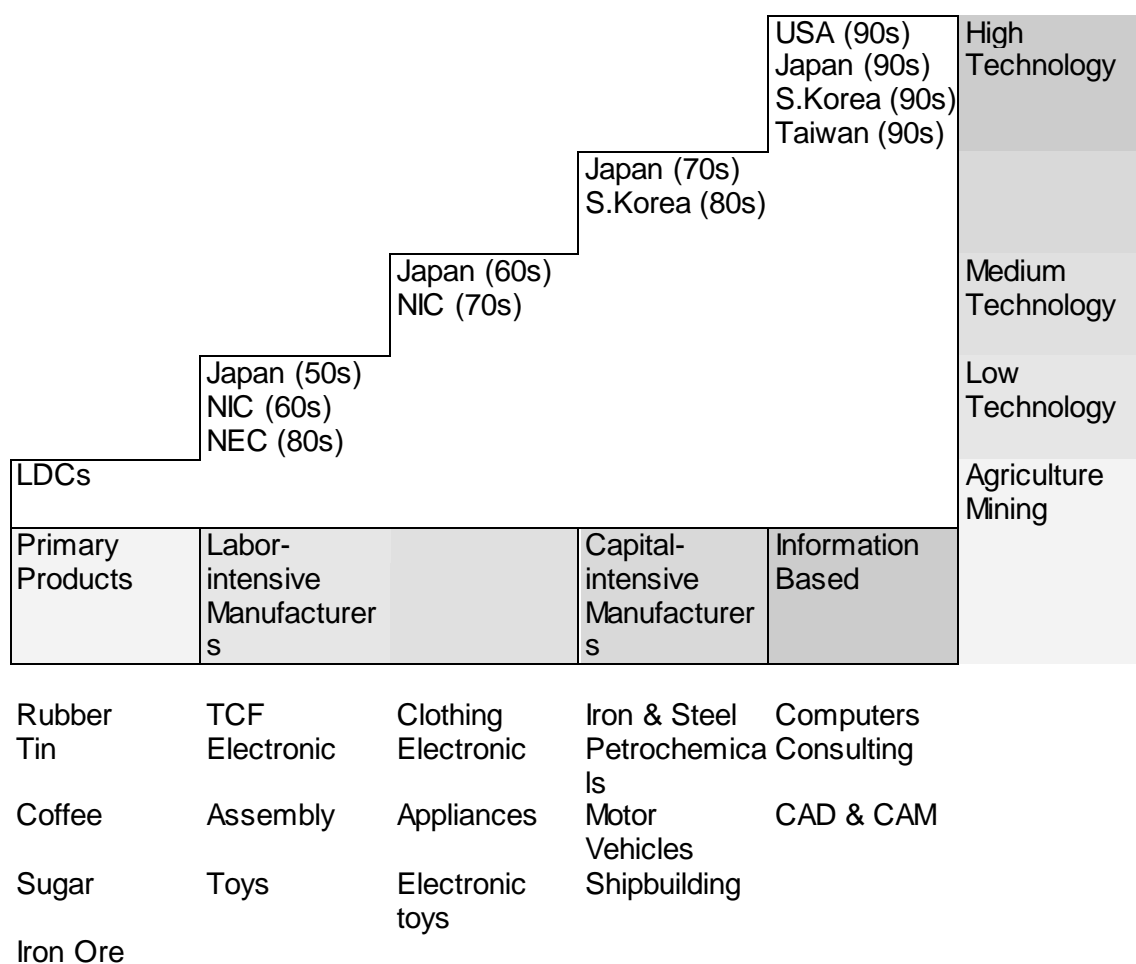 USA (90s)
Japan (90s)
S.Korea (90s)
Taiwan (90s)
High
Technology
Japan (70s)
S.Korea (80s)
Japan (60s)
NIC (70s)
Medium
Technology
Japan (50s)
NIC (60s)
NEC (80s)
Low
Technology
LDCs
Agriculture
Mining
Primary
Products
Labor-
intensive
Manufacturer
s
Capital-
intensive
Manufacturer
s
Information
Based
Rubber TCF Clothing Iron & Steel Computers
Tin Electronic Electronic Petrochemica Consulting
ls
Coffee Assembly Appliances Motor CAD & CAM
Vehicles
Sugar Toys Electronic Shipbuilding
toys
Iron Ore